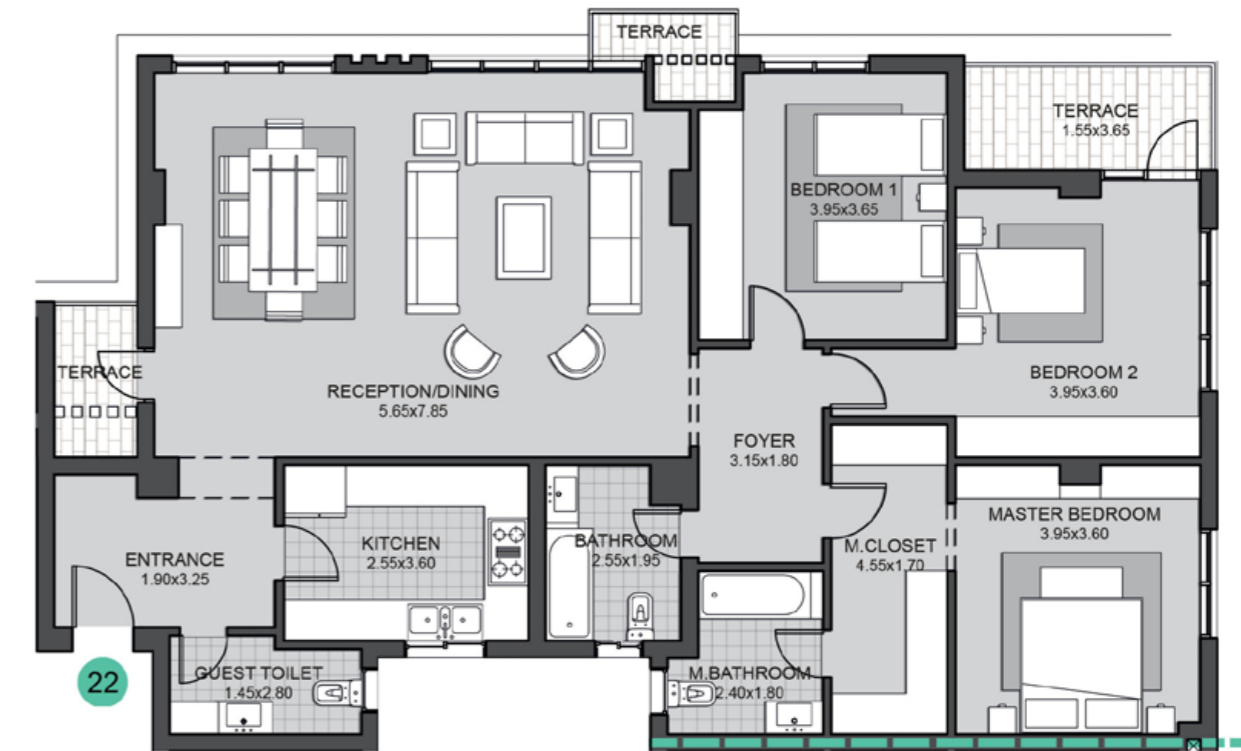 TERRACE
TERRACE
1.55x3.65
BEDROOM 1
3.95x3.65
TERRACE
RECEPTION/DINING
5.65x7.85
BEDROOM 2
3.95x3.60
FOYER
3.15x1.80
MASTER BEDROOM
3.95x3.60
ENTRANCE
1.90x3.25
KITCHEN
2.55x3.60
BATHROOM
2.55x1.95
M.CLOSET
4.55x1.70
22
GUEST TOILET
1.45x2.80
M.BATHROOM
2.40x1.80